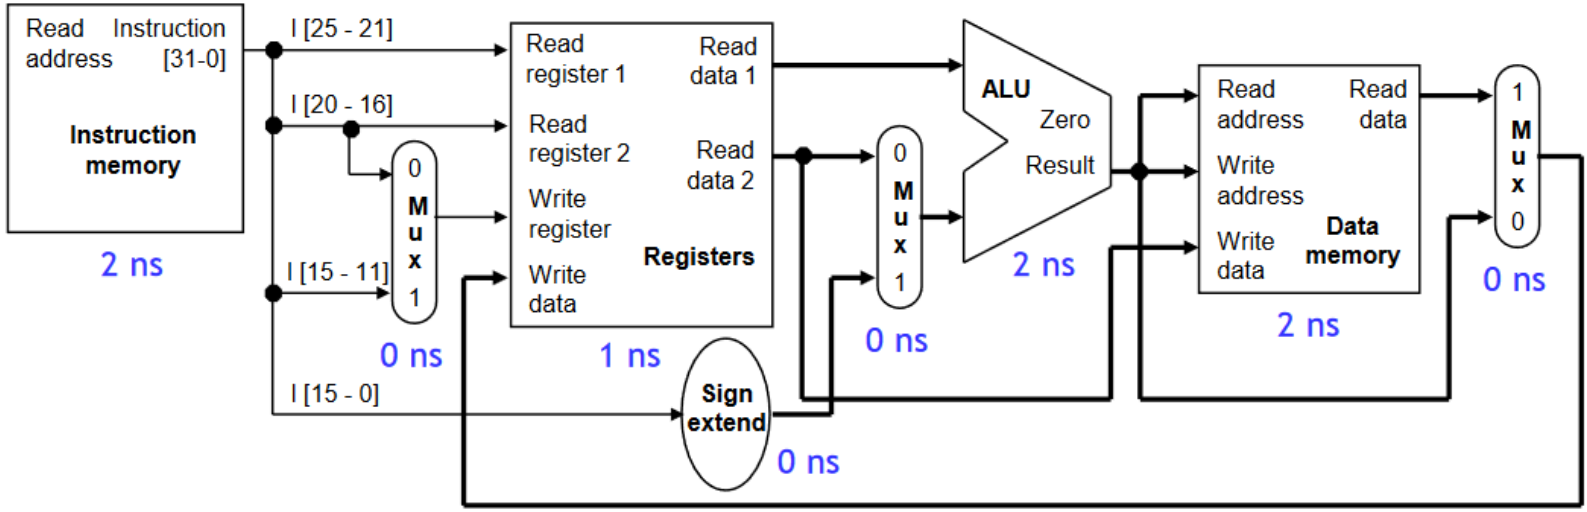 Read address
Instruction [31-0]
Instruction memory
2 ns
I [25 - 21]
I [20 - 16]
I [15 - 11]
I [15 - 0]
0
Mux
1
0 ns
Read register 1
Read register 2
Write register
Write data
Read data 1
Read data 2
Registers
1 ns
Sign extend
0 ns
0
Mux
1
0 ns
ALU
Zero
Result
2 ns
Read address
Write address
Write data
Read data
Data memory
2 ns
1
Mux
0
0 ns